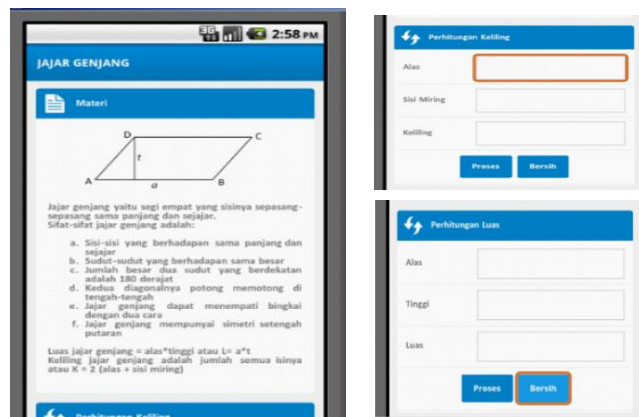 3G
2:58 PM
JAJAR GENJANG
Materi
D
C
t
A
a
B
Jajar genjang yaitu segi empat yang sisinya sepasang-
sepasang sama panjang dan sejajar.
Sifat-sifat jajar genjang adalah:
a. Sisi-sisi yang berhadapan sama panjang dan
sejajar
b. Sudut-sudut yang berhadapan sama besar
c. Jumlah besar dua sudut yang berdekatan
adalah 180 derajat
d. Kedua diagonalnya potong memotong di
tengah-tengah
e. Jajar genjang dapat menempati bingkai
dengan dua cara
f. Jajar genjang mempunyai simetri setengah
putaran
Luas jajar genjang = alas*tinggi atau L= a*t
Keliling jajar genjang adalah jumlah semua isinya
atau K = 2 (alas + sisi miring)
Perhitungan Keliling
Perhitungan Keliling
Alas
Sisi Miring
Keliling
Proses Bersih
Perhitungan Luas
Alas
Tinggi
Luas
Proses Bersih